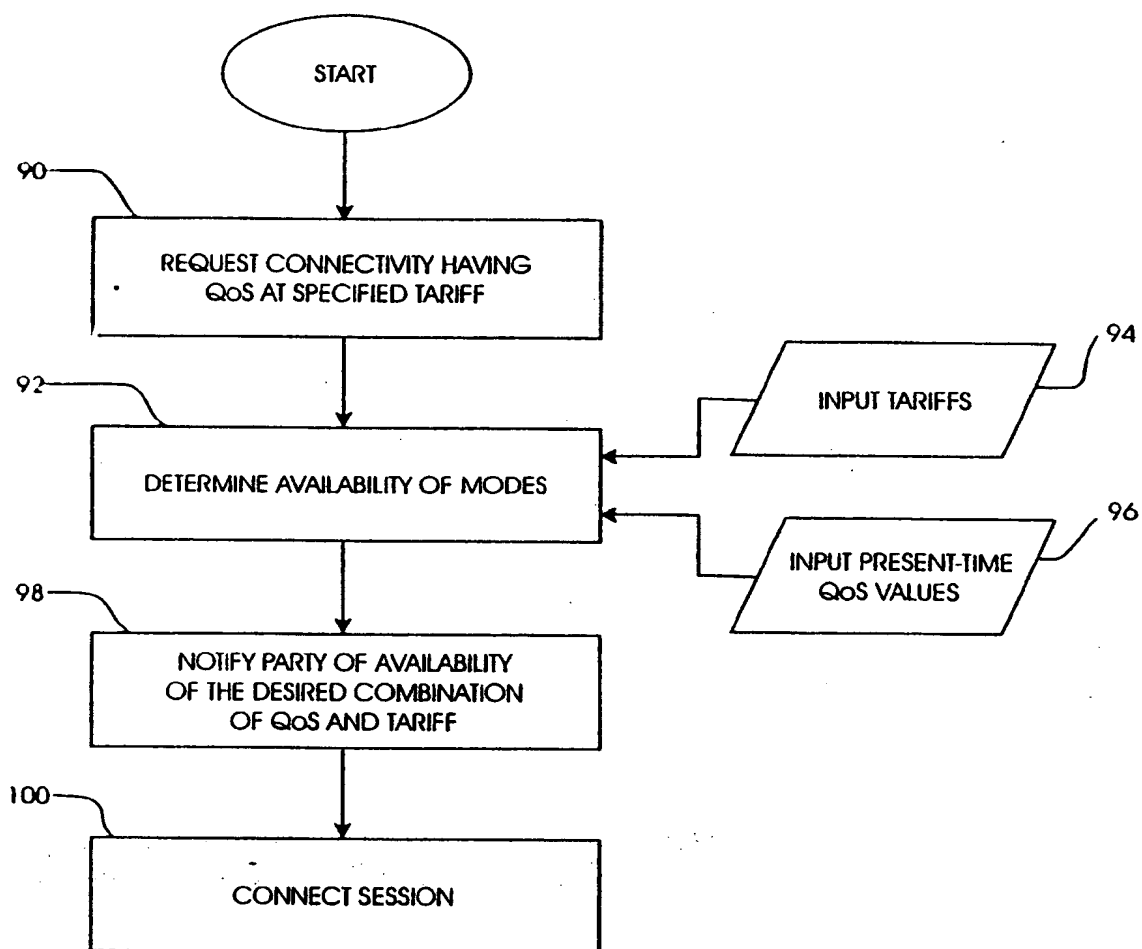 START
90
REQUEST CONNECTIVITY HAVING
QoS AT SPECIFIED TARIFF
92
DETERMINE AVAILABILITY OF MODES
94
INPUT TARIFFS
96
INPUT PRESENT-TIME
QoS VALUES
98
NOTIFY PARTY OF AVAILABILITY
OF THE DESIRED COMBINATION
OF QoS AND TARIFF
100
CONNECT SESSION